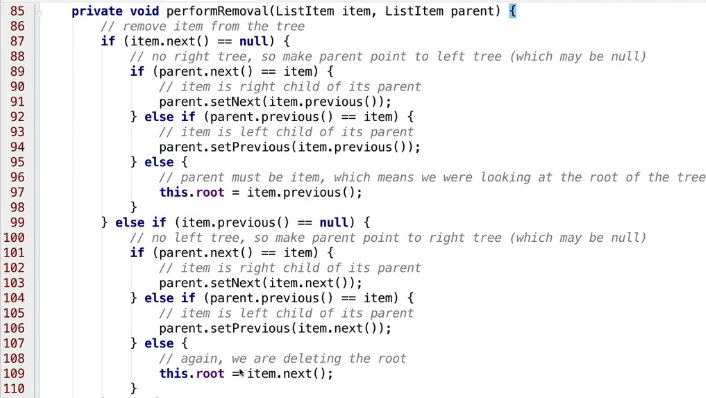 85 private void performRemoval(ListItem item, ListItem parent) {
86 // remove item from the tree
87 if (item.next() == null) {
88 // no right tree, so make parent point to left tree (which may be null)
89 if (parent.next() == item) {
90 // item is right child of its parent
91 parent.setNext(item.previous());
92 } else if (parent.previous() == item) {
93 // item is left child of its parent
94 parent.setPrevious(item.previous());
95 } else {
96 // parent must be item, which means we were looking at the root of the tree
97 this.root = item.previous();
98 }
99 } else if (item.previous() == null) {
100 // no left tree, so make parent point to right tree (which may be null)
101 if (parent.next() == item) {
102 // item is right child of its parent
103 parent.setNext(item.next());
104 } else if (parent.previous() == item) {
105 // item is left child of its parent
106 parent.setPrevious(item.next());
107 } else {
108 // again, we are deleting the root
109 this.root = item.next();
110 }